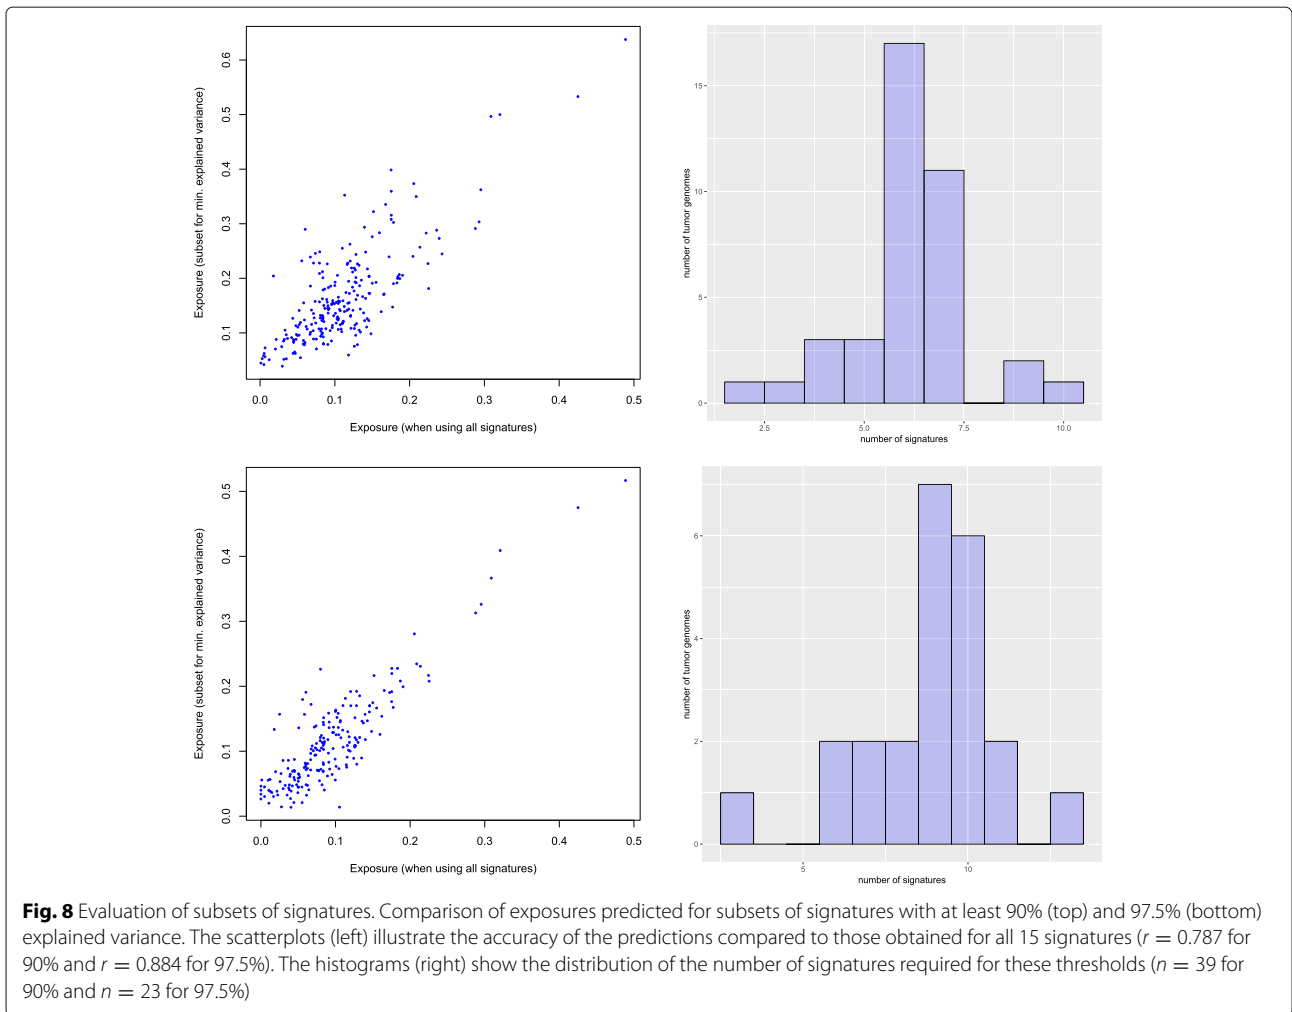 0.6
0.5
0.4
0.3
0.2
0.1
Exposure (subset for min. explained variance)
0.0 0.1 0.2 0.3 0.4 0.5
Exposure (when using all signatures)
15
10
5
0
number of tumor genomes
2.5 5.0 7.5 10.0
number of signatures
0.5
0.4
0.3
0.2
0.1
0.0
Exposure (subset for min. explained variance)
0.0 0.1 0.2 0.3 0.4 0.5
Exposure (when using all signatures)
6
4
2
0
number of tumor genomes
5 10
number of signatures
Fig. 8 Evaluation of subsets of signatures. Comparison of exposures predicted for subsets of signatures with at least 90% (top) and 97.5% (bottom)
explained variance. The scatterplots (left) illustrate the accuracy of the predictions compared to those obtained for all 15 signatures (r = 0.787 for
90% and r = 0.884 for 97.5%). The histograms (right) show the distribution of the number of signatures required for these thresholds (n = 39 for
90% and n = 23 for 97.5%)